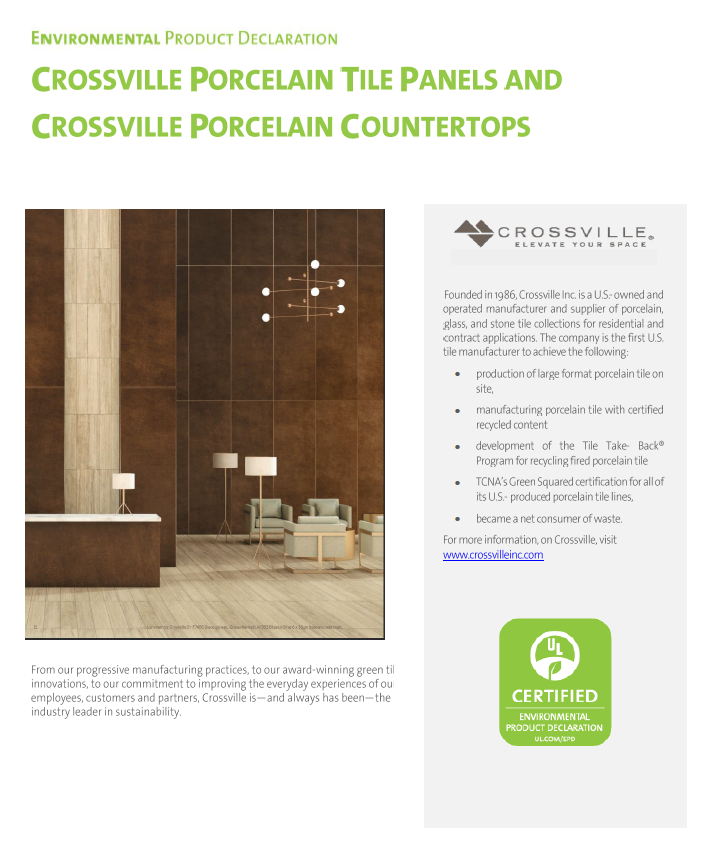 ENVIRONMENTAL PRODUCT DECLARATION
CROSSVILLE PORCELAIN TILE PANELS AND
CROSSVILLE PORCELAIN COUNTERTOPS
CROSSVILLE®
ELEVATE YOUR SPACE
Founded in 1986, Crossville Inc. is a U.S.- owned and
operated manufacturer and supplier of porcelain,
glass, and stone tile collections for residential and
contract applications. The company is the first U.S.
tile manufacturer to achieve the following:
• production of large format porcelain tile on
site,
• manufacturing porcelain tile with certified
recycled content
• development of the Tile Take- Back®
Program for recycling fired porcelain tile
• TCNA's Green Squared certification for all of
its U.S.- produced porcelain tile lines,
• became a net consumer of waste.
For more information, on Crossville, visit
www.crossvilleinc.com
From our progressive manufacturing practices, to our award-winning green til
innovations, to our commitment to improving the everyday experiences of ou
employees, customers and partners, Crossville is—and always has been—the
industry leader in sustainability.
UL
CERTIFIED
ENVIRONMENTAL
PRODUCT DECLARATION
UL.COM/EPD